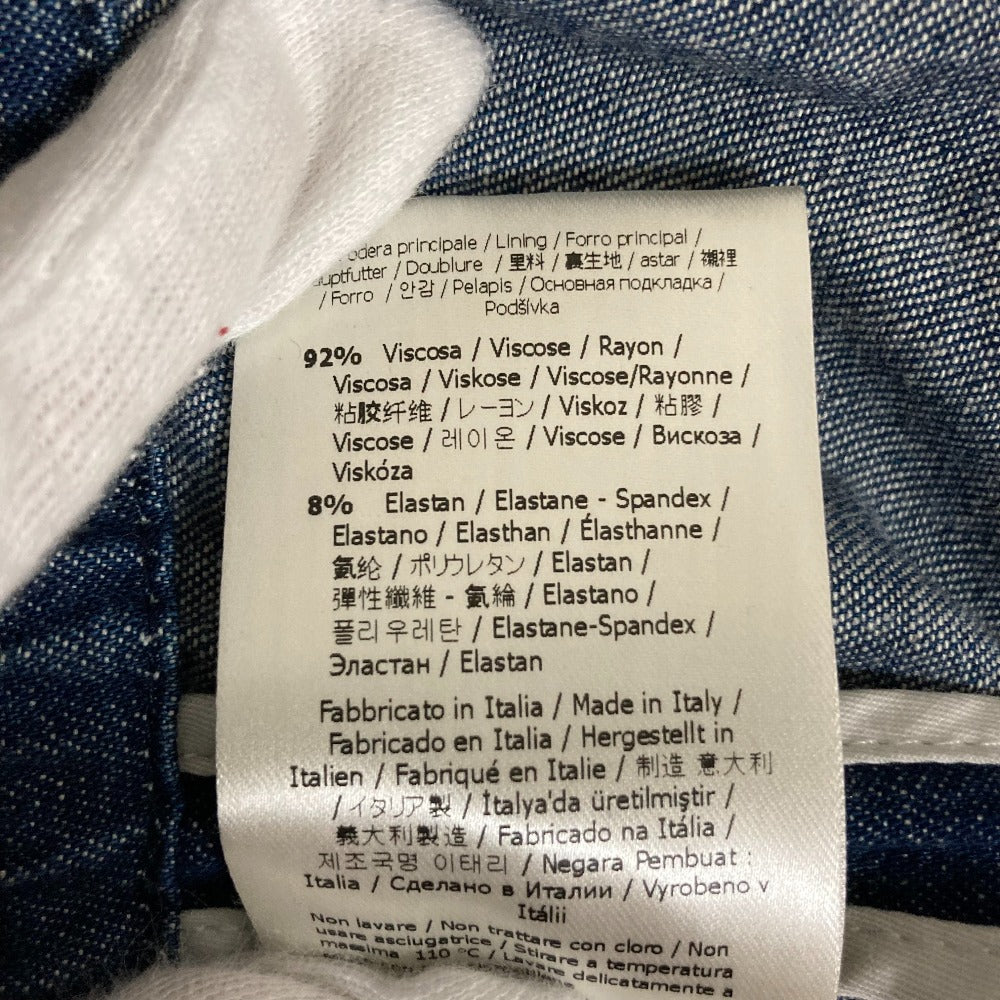 principale / Lining / Forro principal /
/ Doublure / 里料 / 裏生地 / astar / 襯裡
/ Forro / 안감 / Pelapis / Основная подкладка /
Podšívka
92% Viscosa / Viscose / Rayon /
Viscosa / Viskose / Viscose/Rayonne /
粘胶纤维 / レーヨン / Viskoz / 粘膠 /
Viscose / 레이온 / Viscose / Вискоза /
Viskóza
8% Elastan / Elastane - Spandex /
Elastano / Elasthan / Élasthanne /
氨纶 / ポリウレタン / Elastan /
彈性纖維 - 氨綸 / Elastano /
폴리우레탄 / Elastane-Spandex /
Эластан / Elastan
Fabbricato in Italia / Made in Italy /
Fabricado en Italia / Hergestellt in
Italien / Fabriqué en Italie / 制造 意大利
/ イタリア製 / İtalya'da üretilmiştir /
義大利製造 / Fabricado na Itália /
제조국명 이태리 / Negara Pembuat :
Italia / Сделано в Италии / Vyrobeno v
Itálii
Non lavare / Non trattare con cloro / Non
usare asciugatrice / Stirare a temperatura
massima 110 °C / Lavare delicatamente a